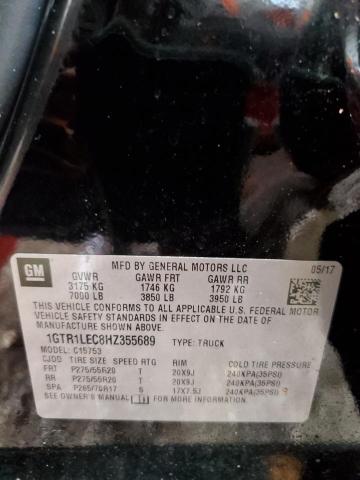 GM
MFD BY GENERAL MOTORS LLC
05/17
GVWR GAWR FRT GAWR RR
3175 KG 1746 KG 1792 KG
7000 LB 3850 LB 3950 LB
THIS VEHICLE CONFORMS TO ALL APPLICABLE U.S. FEDERAL MOTOR
VEHICLE SAFETY STANDARDS IN EFFECT ON THE DATE OF
MANUFACTURE SHOWN ABOVE.
1GTR1LEC8HZ355689 TYPE: TRUCK
MODEL: C15753
TIRE SIZE SPEED RTG RIM COLD TIRE PRESSURE
FRT P275/55R20 T 20X9J 240KPA(35PSI)
RR P275/55R20 T 20X9J 240KPA(35PSI)
SPA P265/70R17 S 17X7.5J 240KPA(35PSI)
SEE OWNER'S MANUAL FOR ADDITIONAL INFORMATION.